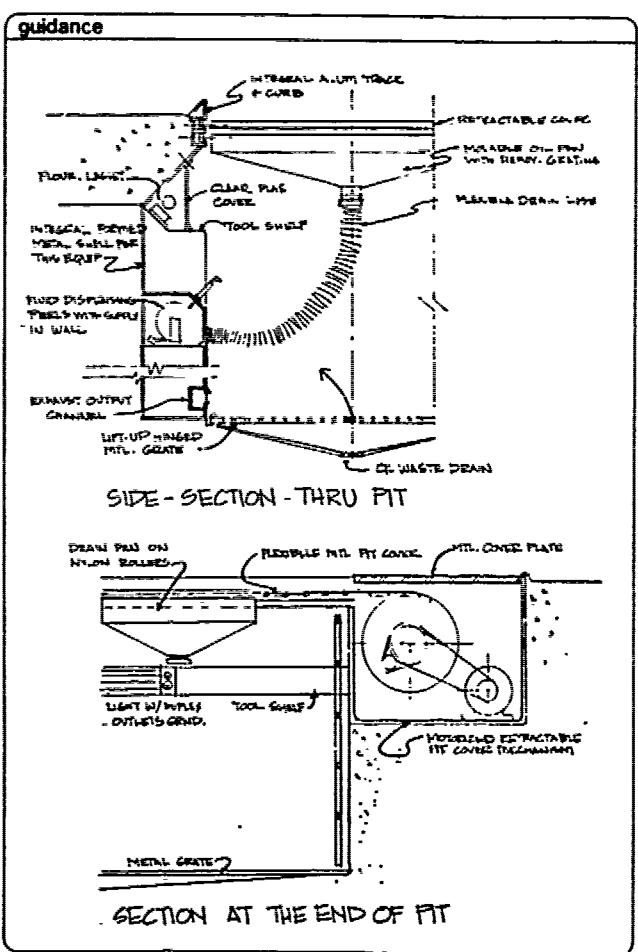 guidance
INTEGRAL ALUM TRACK
& CURB
RETRACTABLE COVER
MOVABLE OIL PAN
WITH REMOV. GRATING
FLUOR. LIGHT
CLEAR PLAS
COVER
FLEXIBLE DRAIN LINE
INTEGRAL FORMED
METAL SHELL FOR
THIS EQUIP
TOOL SHELF
FLUID DISPENSING
REELS WITH SUPPLY
IN WALL
EXHAUST OUTPUT
CHANNEL
LIFT-UP HINGED
MTL. GRATE
WASTE DRAIN
SIDE-SECTION-THRU PIT
DRAIN PAN ON
NYLON ROLLERS
FLEXIBLE MTL PIT COVER
MTL. COVER PLATE
LIGHT W/DUPLEX
OUTLETS GRND.
TOOL SHELF
MOTORIZED RETRACTABLE
PIT COVER MECHANISM
METAL GRATE
SECTION AT THE END OF PIT